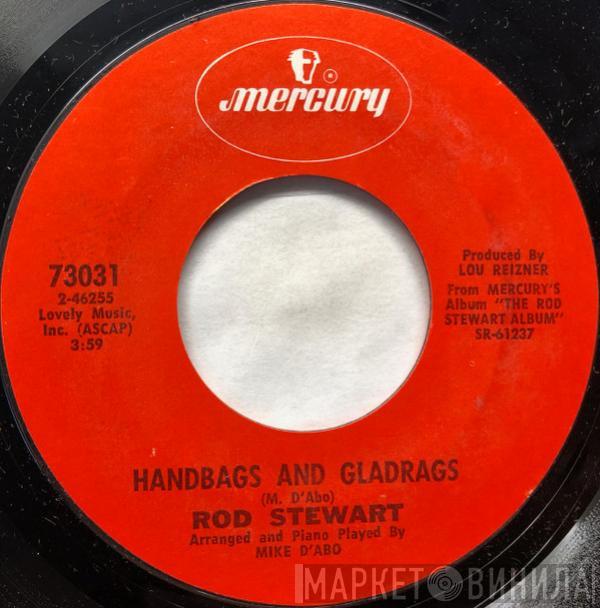 mercury
73031
2-46255
Lovely Music,
Inc. (ASCAP)
3:59
Produced By
LOU REIZNER
From MERCURY'S
Album "THE ROD
STEWART ALBUM"
SR-61237
HANDBAGS AND GLADRAGS
(M. D'Abo)
ROD STEWART
Arranged and Piano Played By
MIKE D'ABO
МАРКЕТ ВИНИЛА